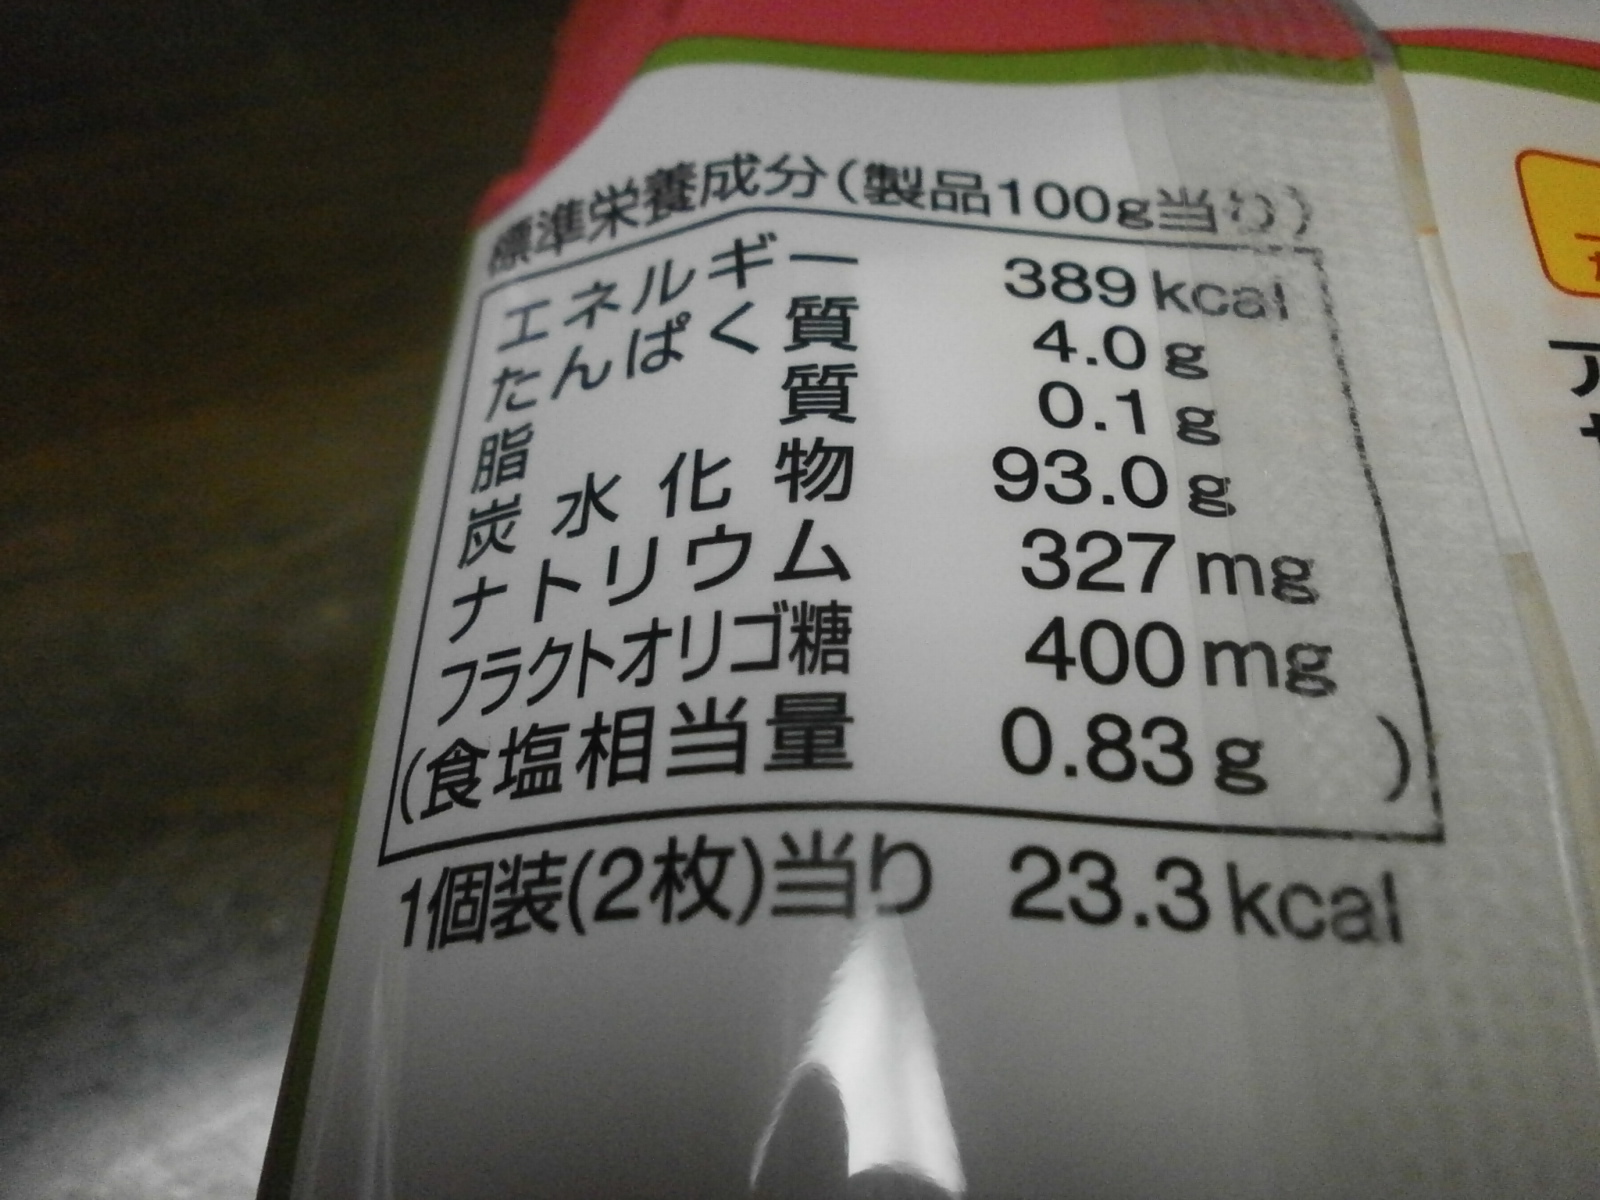 標準栄養成分(製品100g当り)
エネルギー 389kcal
たんぱく質 4.0g
脂質 0.1g
炭水化物 93.0g
ナトリウム 327mg
フラクトオリゴ糖 400mg
(食塩相当量 0.83g )
1個装(2枚)当り 23.3kcal